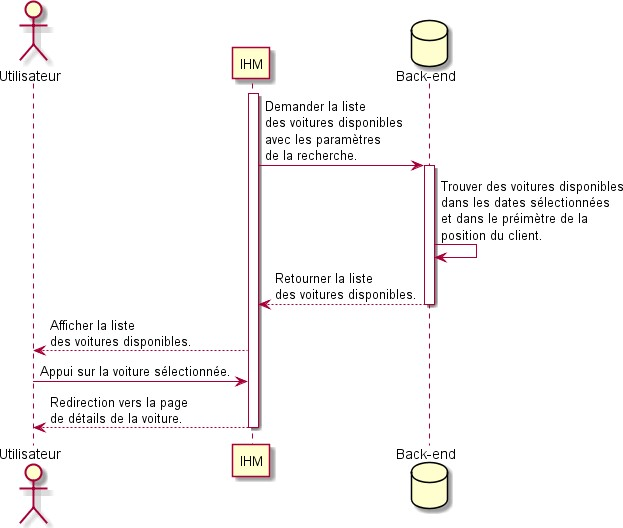 Utilisateur
IHM
Back-end
Demander la liste
des voitures disponibles
avec les paramètres
de la recherche.
Trouver des voitures disponibles
dans les dates sélectionnées
et dans le préimètre de la
position du client.
Retourner la liste
des voitures disponibles.
Afficher la liste
des voitures disponibles.
Appui sur la voiture sélectionnée.
Redirection vers la page
de détails de la voiture.
Utilisateur
IHM
Back-end